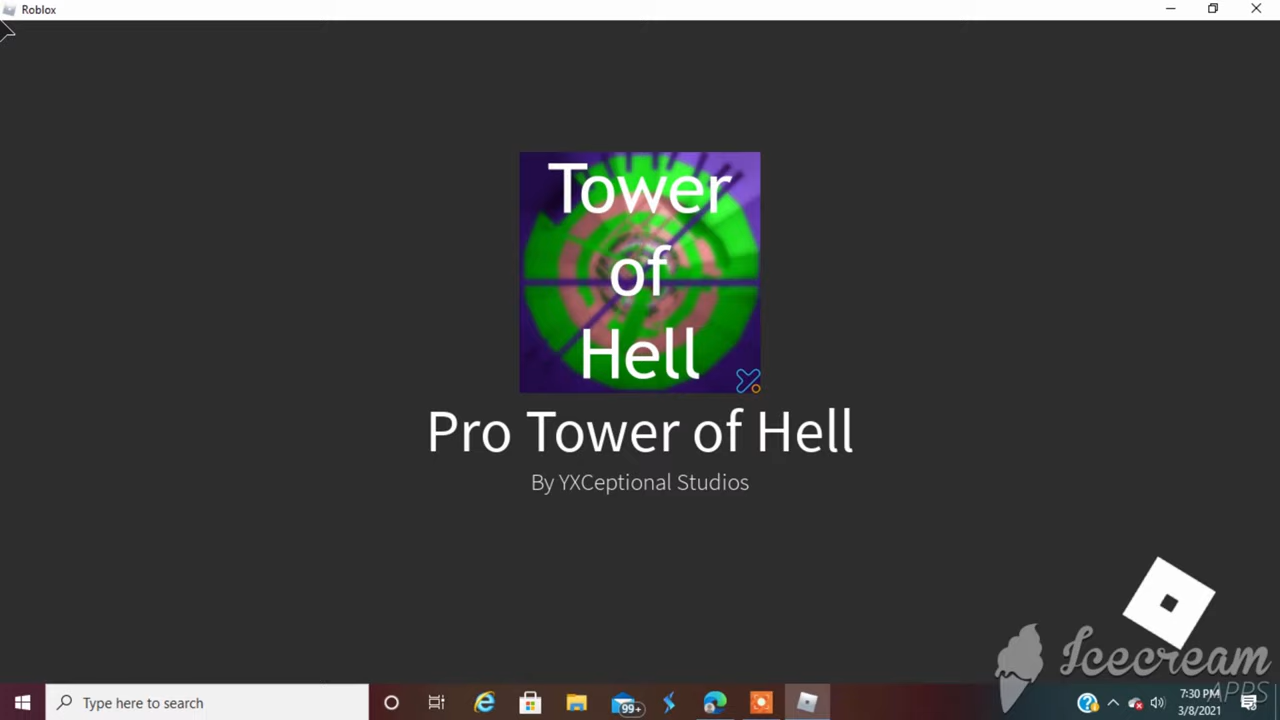 Roblox
Tower
of
Hell
Pro Tower of Hell
By YXCeptional Studios
Icecream
APPS
Type here to search
99+
7:30 PM
3/8/2021